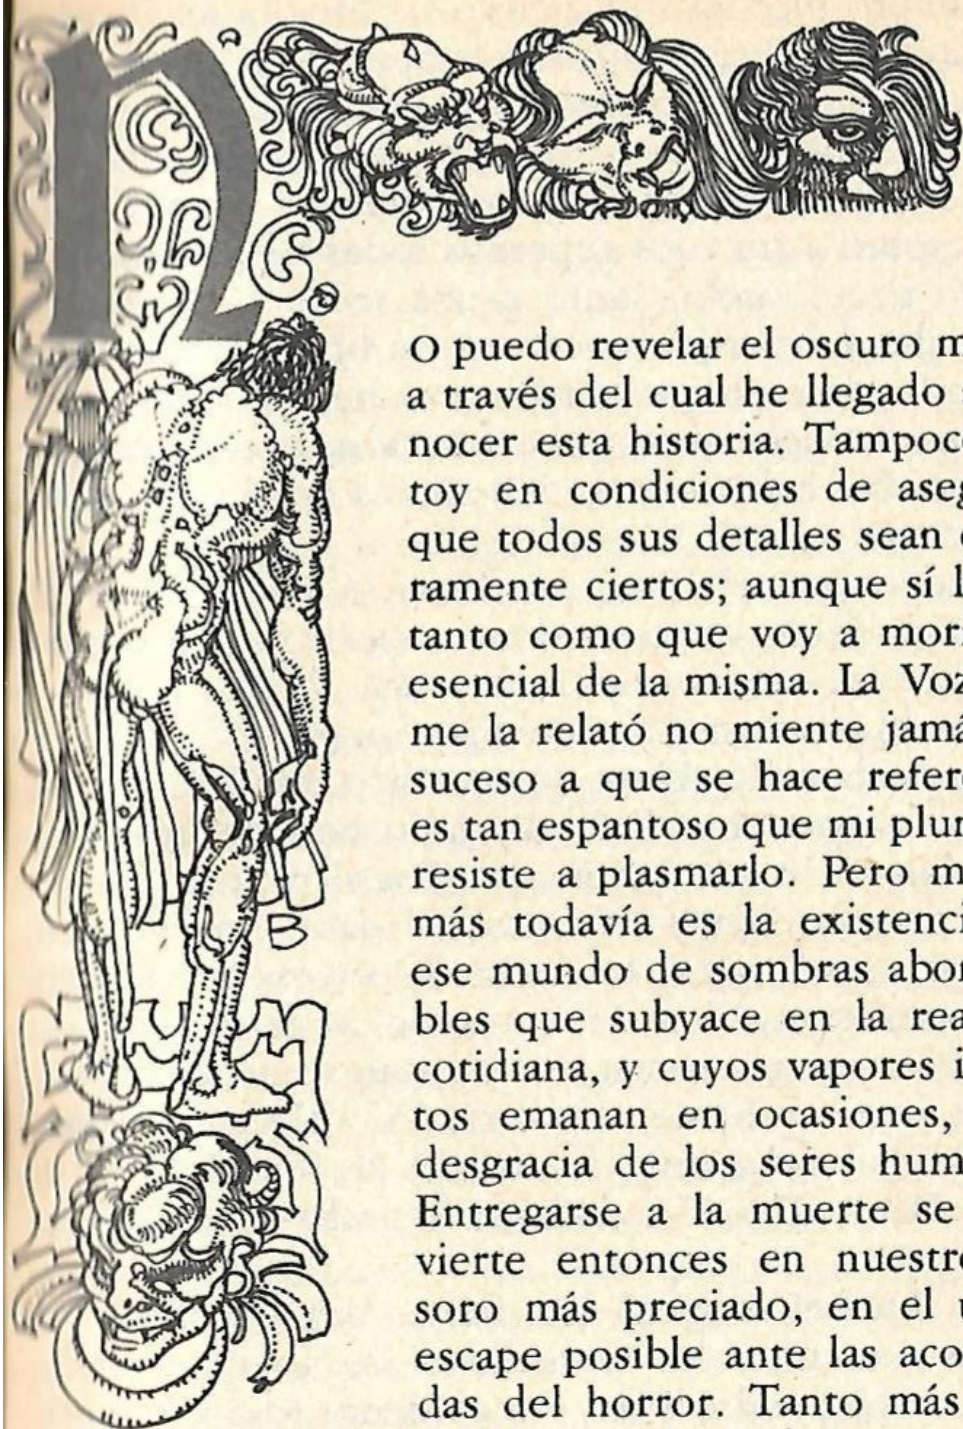 N
O puedo revelar el oscuro m
a través del cual he llegado
nocer esta historia. Tampoc
toy en condiciones de aseg
que todos sus detalles sean
ramente ciertos; aunque sí l
tanto como que voy a mor
esencial de la misma. La Voz
me la relató no miente jamá
suceso a que se hace refer
es tan espantoso que mi plu
resiste a plasmarlo. Pero m
más todavía es la existenci
ese mundo de sombras abor
bles que subyace en la rea
cotidiana, y cuyos vapores i
tos emanan en ocasiones,
desgracia de los seres hum
Entregarse a la muerte se
vierte entonces en nuestr
soro más preciado, en el
escape posible ante las aco
das del horror. Tanto más
B